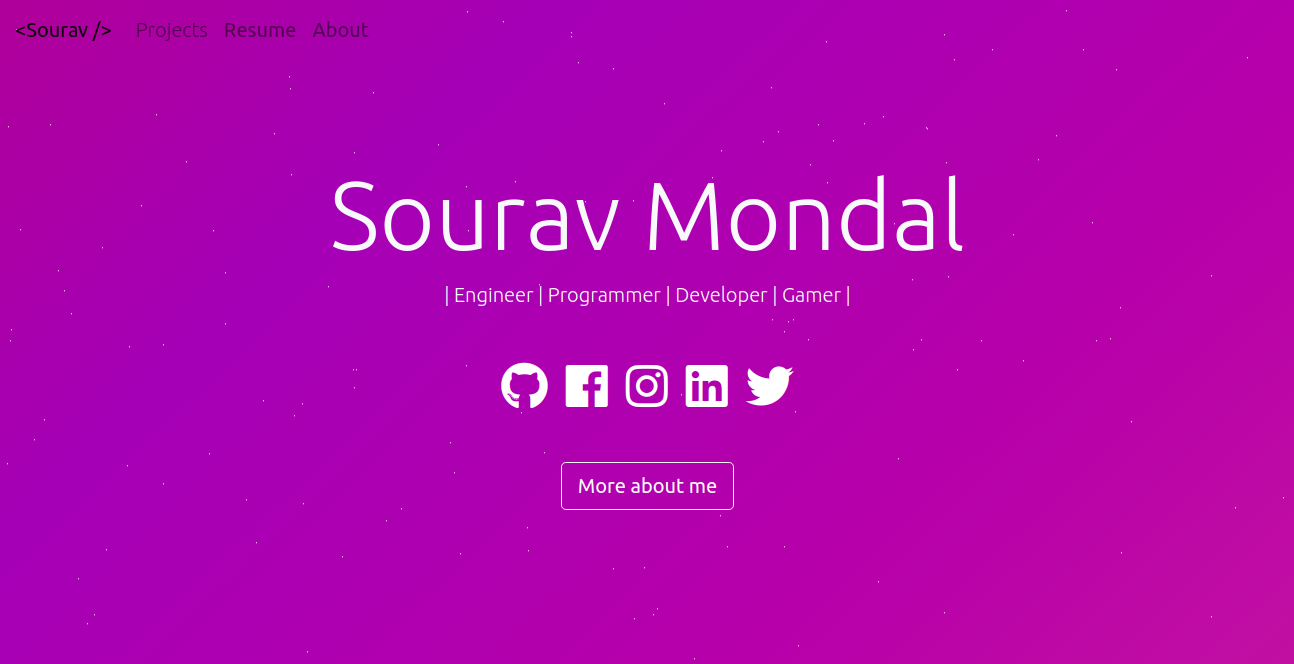 <Sourav /> Projects Resume About
Sourav Mondal
| Engineer | Programmer | Developer | Gamer |
More about me